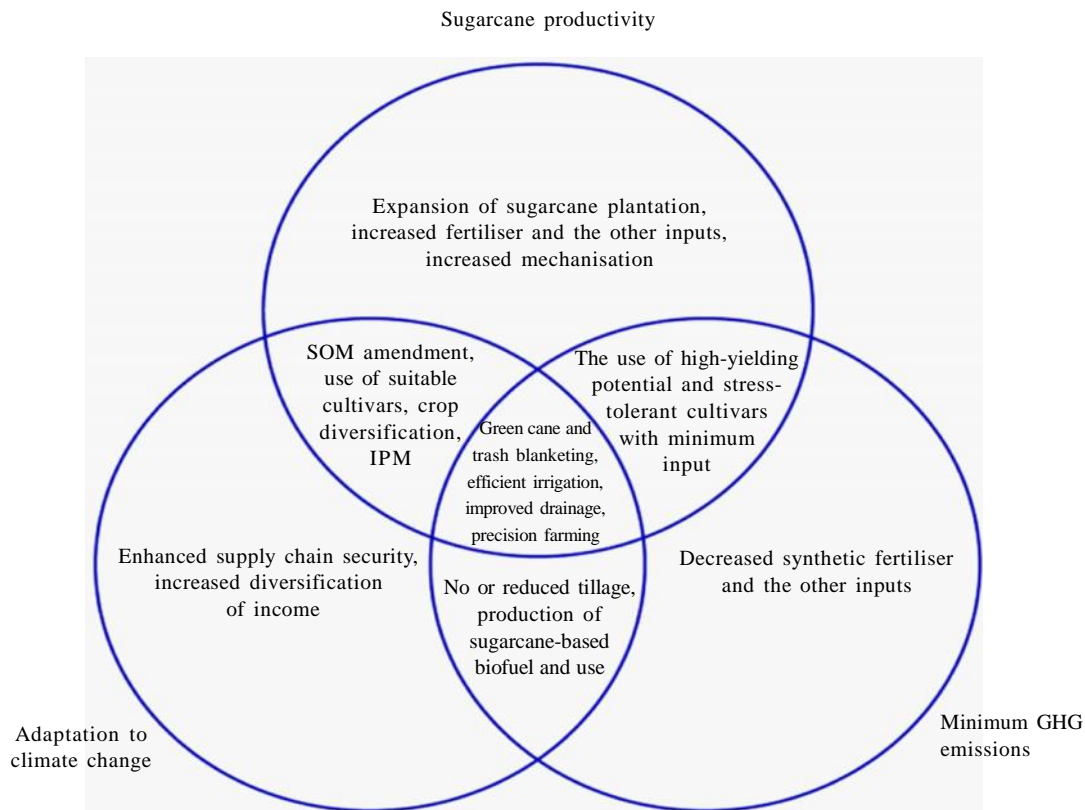 Sugarcane productivity
Expansion of sugarcane plantation,
increased fertiliser and the other inputs,
increased mechanisation
SOM amendment,
use of suitable
cultivars, crop
diversification,
IPM
The use of high-yielding
potential and stress-
tolerant cultivars
with minimum
input
Green cane and
trash blanketing,
efficient irrigation,
improved drainage,
precision farming
Enhanced supply chain security,
increased diversification
of income
Decreased synthetic fertiliser
and the other inputs
No or reduced tillage,
production of
sugarcane-based
biofuel and use
Adaptation to
climate change
Minimum GHG
emissions